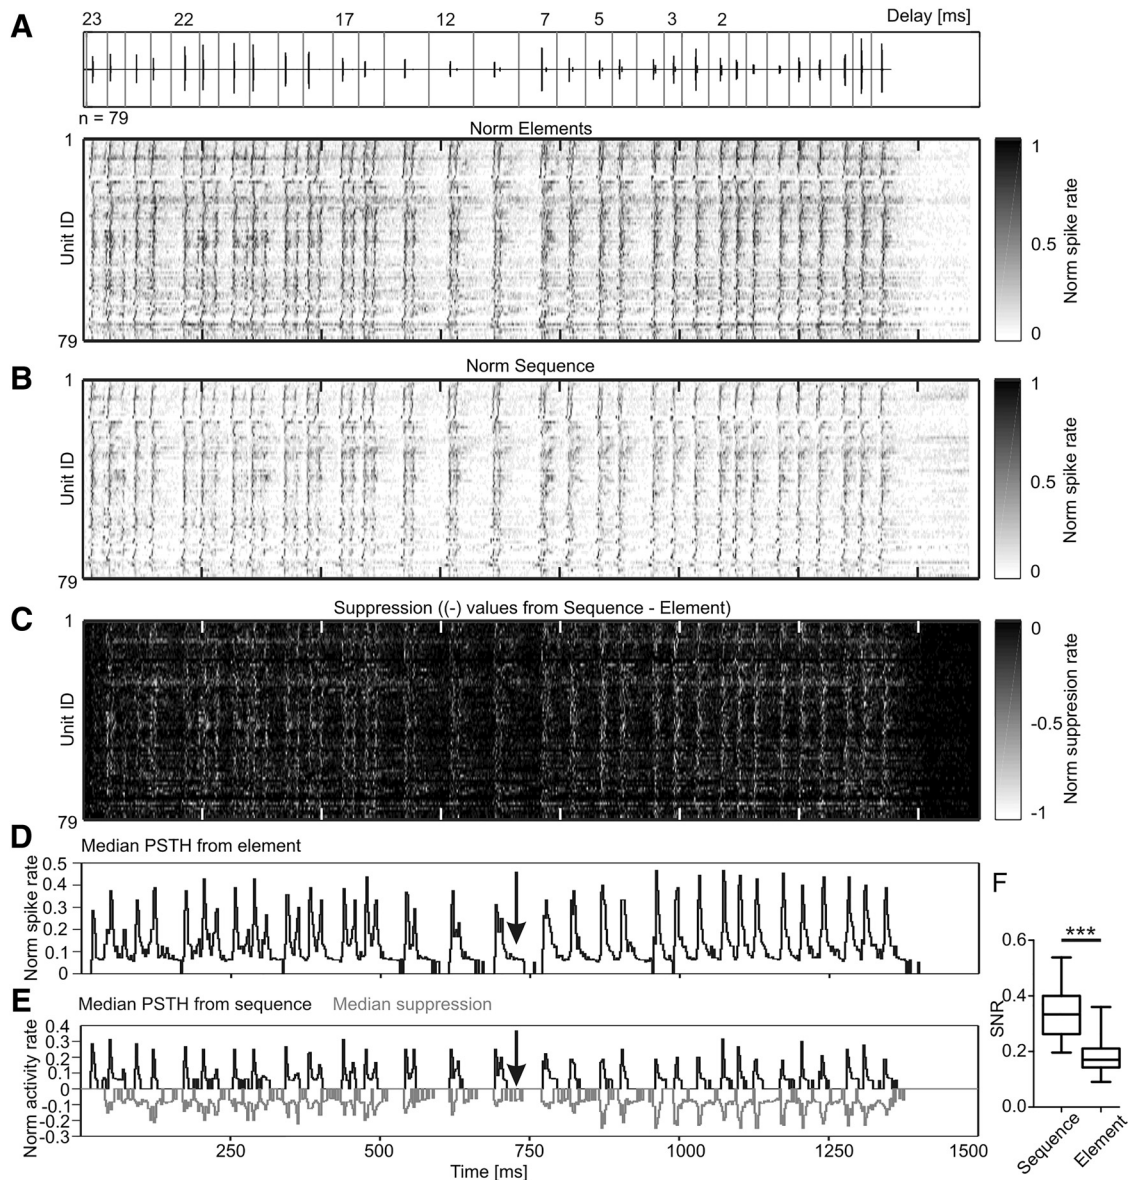 A
23 22 17 12 7 5 3 2 Delay [ms]
n = 79
Norm Elements
1
Unit ID
79
1
0.5
0
Norm spike rate
B
Norm Sequence
1
Unit ID
79
1
0.5
0
Norm spike rate
C
Suppression ((-) values from Sequence - Element)
1
Unit ID
79
0
-0.5
-1
Norm suppresion rate
D
Median PSTH from element
Norm spike rate
0.5
0.4
0.3
0.2
0.1
0
E
Median PSTH from sequence Median suppression
Norm activity rate
0.4
0.3
0.2
0.1
0
-0.1
-0.2
-0.3
250 500 750 1000 1250 1500
Time [ms]
F
***
SNR
0.6
0.4
0.2
0.0
Sequence
Element